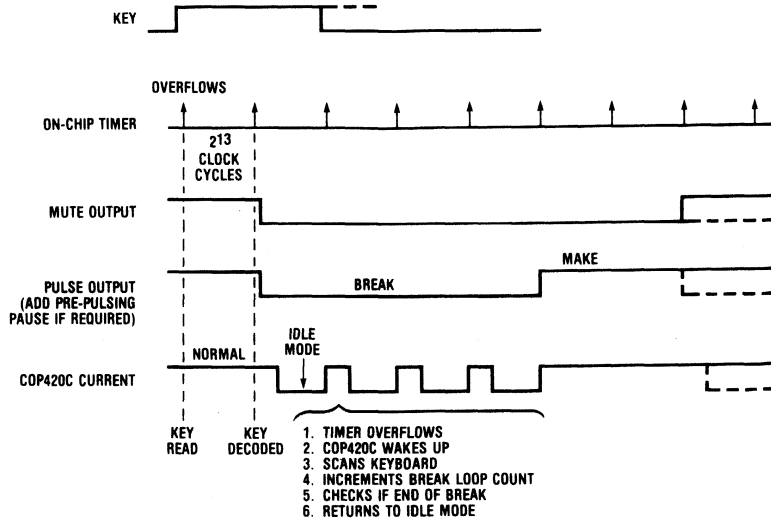 KEY
OVERFLOWS
ON-CHIP TIMER
2^13
CLOCK
CYCLES
MUTE OUTPUT
MAKE
PULSE OUTPUT
(ADD PRE-PULSING
PAUSE IF REQUIRED)
BREAK
IDLE
MODE
NORMAL
COP420C CURRENT
KEY
READ
KEY
DECODED
1. TIMER OVERFLOWS
2. COP420C WAKES UP
3. SCANS KEYBOARD
4. INCREMENTS BREAK LOOP COUNT
5. CHECKS IF END OF BREAK
6. RETURNS TO IDLE MODE